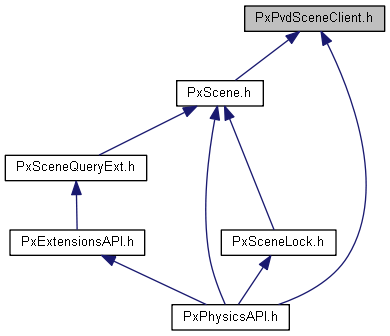 PxPvdSceneClient.h
PxScene.h
PxSceneQueryExt.h
PxExtensionsAPI.h
PxSceneLock.h
PxPhysicsAPI.h